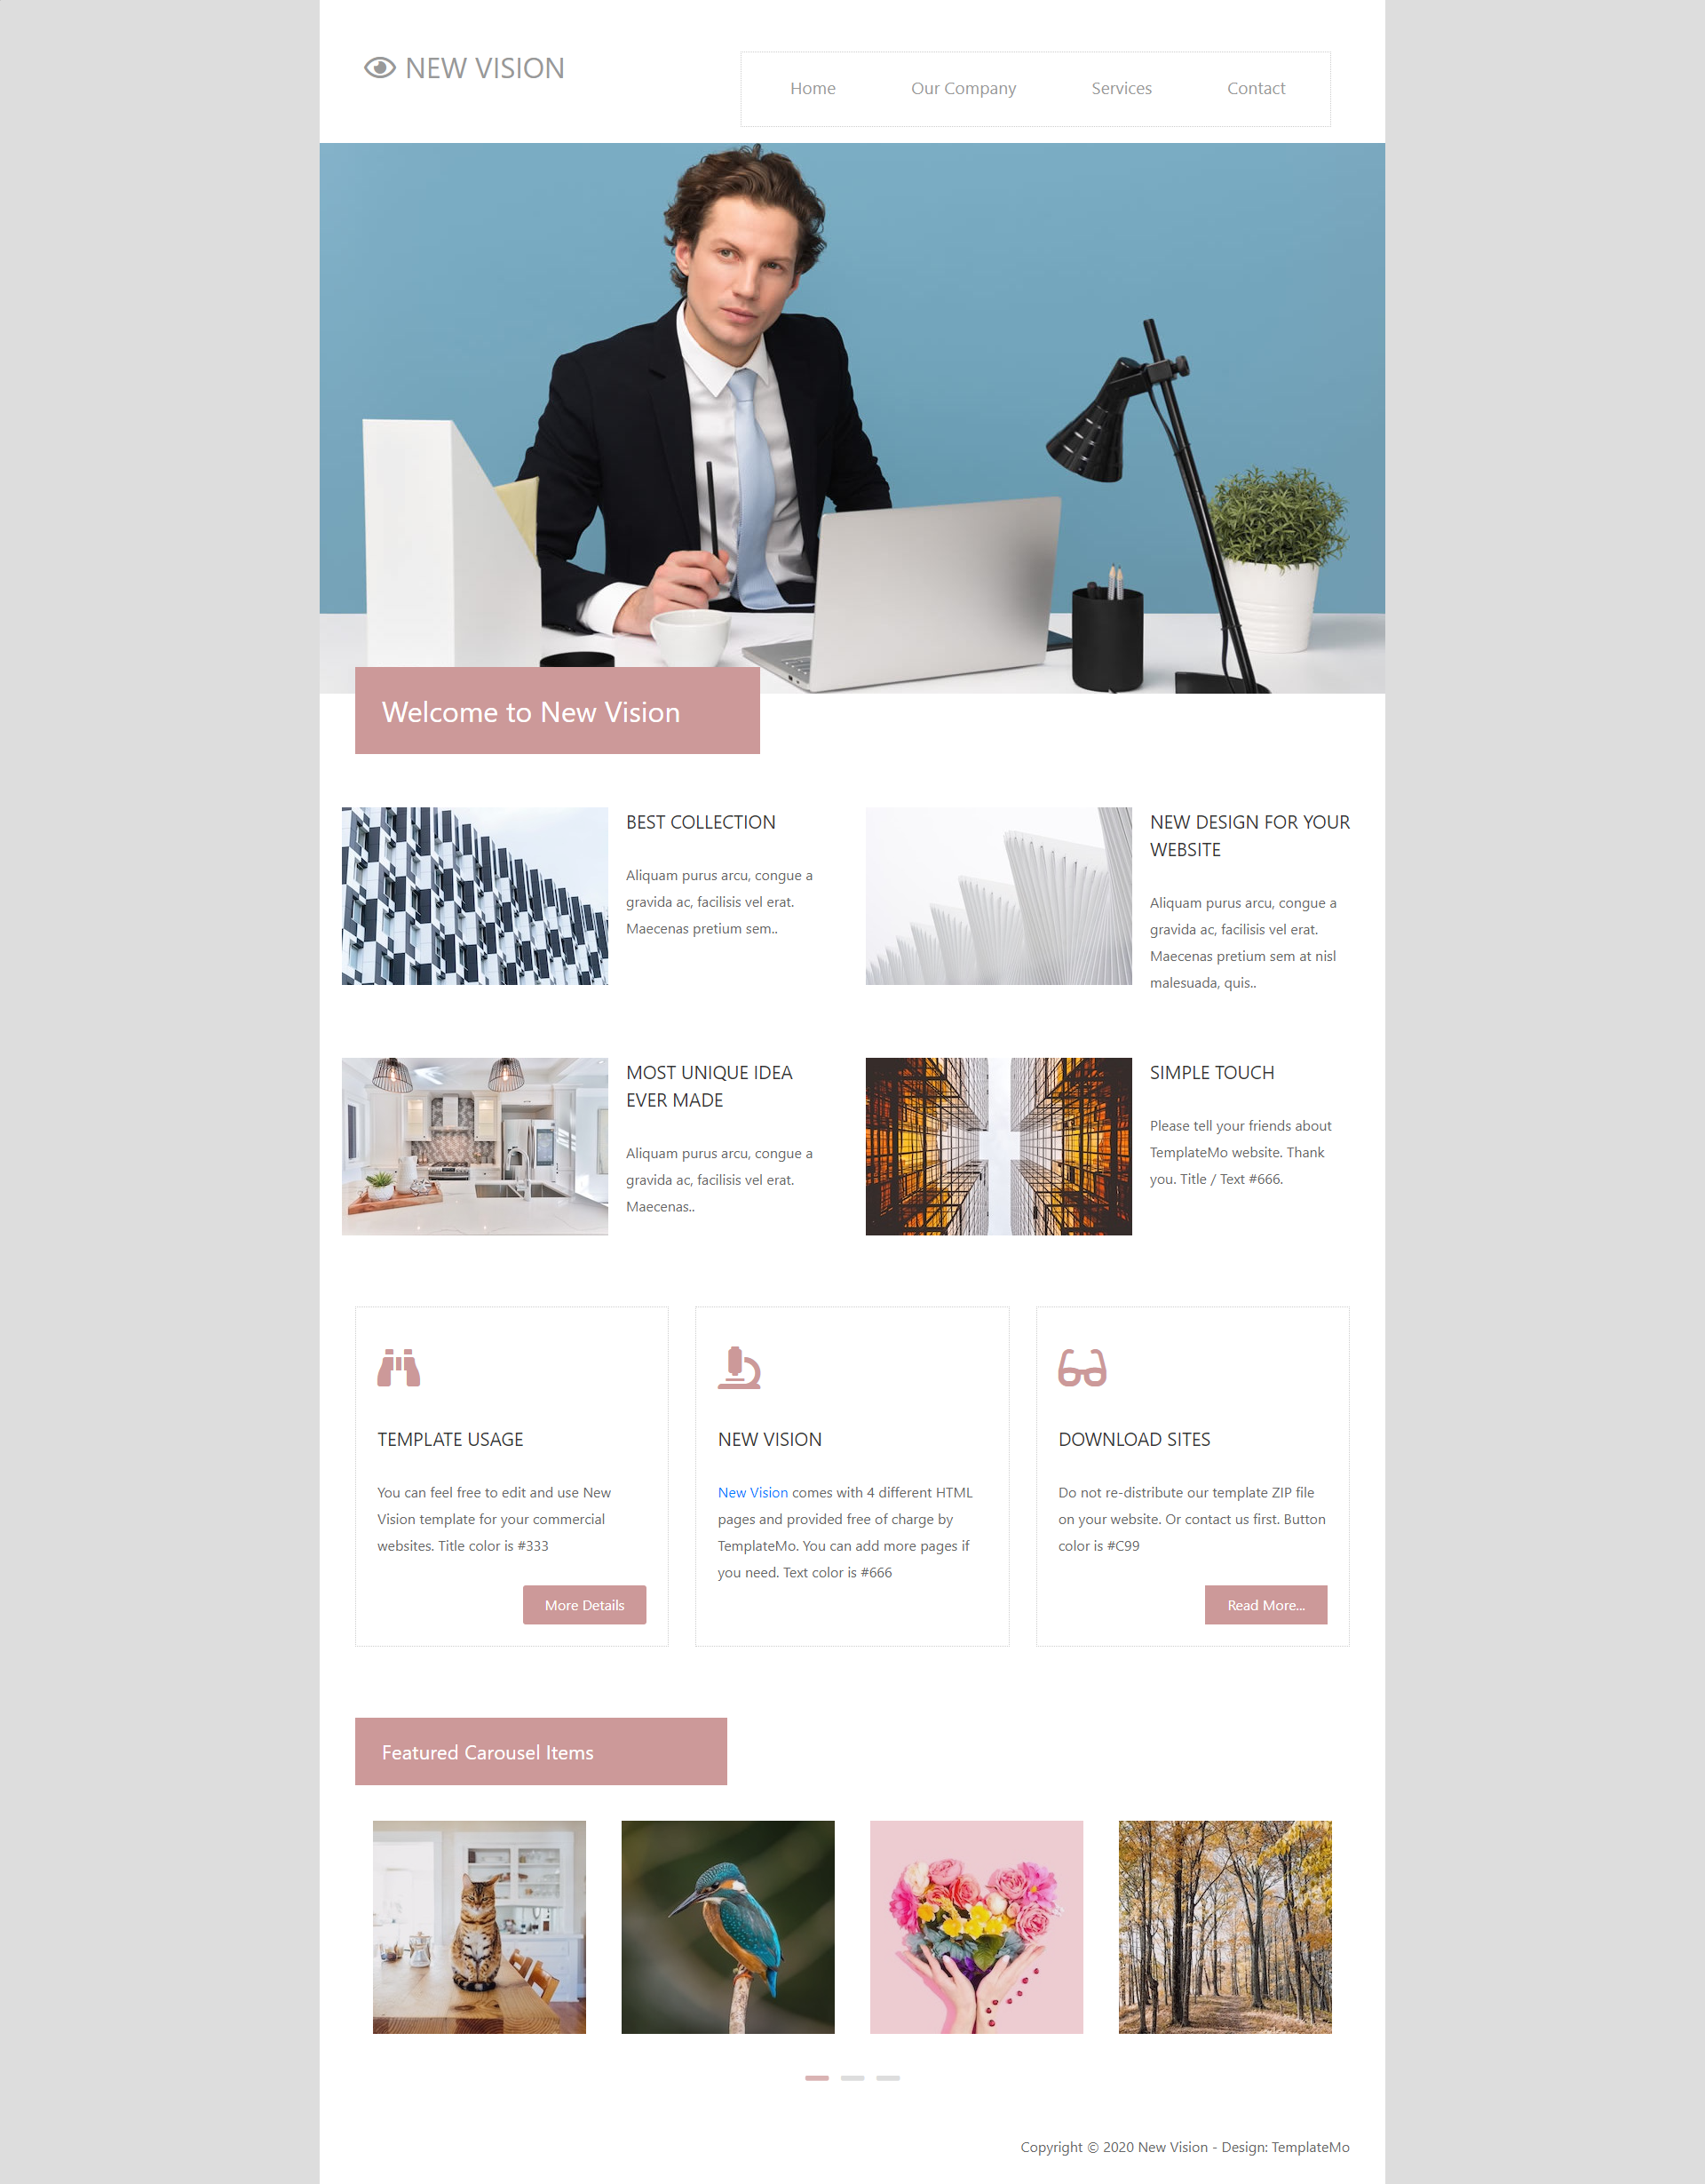 NEW VISION
Home
Our Company
Services
Contact
Welcome to New Vision
BEST COLLECTION
Aliquam purus arcu, congue a
gravida ac, facilisis vel erat.
Maecenas pretium sem..
NEW DESIGN FOR YOUR
WEBSITE
Aliquam purus arcu, congue a
gravida ac, facilisis vel erat.
Maecenas pretium sem at nisl
malesuada, quis..
MOST UNIQUE IDEA
EVER MADE
Aliquam purus arcu, congue a
gravida ac, facilisis vel erat.
Maecenas..
SIMPLE TOUCH
Please tell your friends about
TemplateMo website. Thank
you. Title / Text #666.
TEMPLATE USAGE
You can feel free to edit and use New
Vision template for your commercial
websites. Title color is #333
More Details
NEW VISION
New Vision comes with 4 different HTML
pages and provided free of charge by
TemplateMo. You can add more pages if
you need. Text color is #666
DOWNLOAD SITES
Do not re-distribute our template ZIP file
on your website. Or contact us first. Button
color is #C99
Read More...
Featured Carousel Items
Copyright © 2020 New Vision - Design: TemplateMo